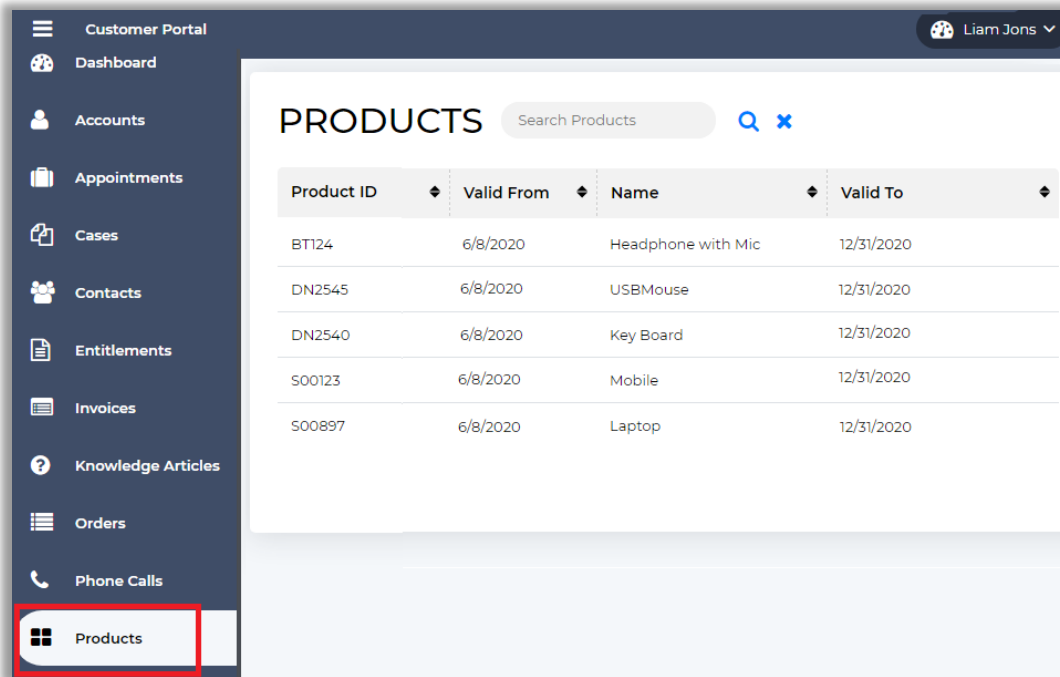 Customer Portal
Liam Jons
Dashboard
Accounts
Appointments
Cases
Contacts
Entitlements
Invoices
Knowledge Articles
Orders
Phone Calls
Products
PRODUCTS Search Products
Product ID Valid From Name Valid To
BT124 6/8/2020 Headphone with Mic 12/31/2020
DN2545 6/8/2020 USBMouse 12/31/2020
DN2540 6/8/2020 Key Board 12/31/2020
S00123 6/8/2020 Mobile 12/31/2020
S00897 6/8/2020 Laptop 12/31/2020